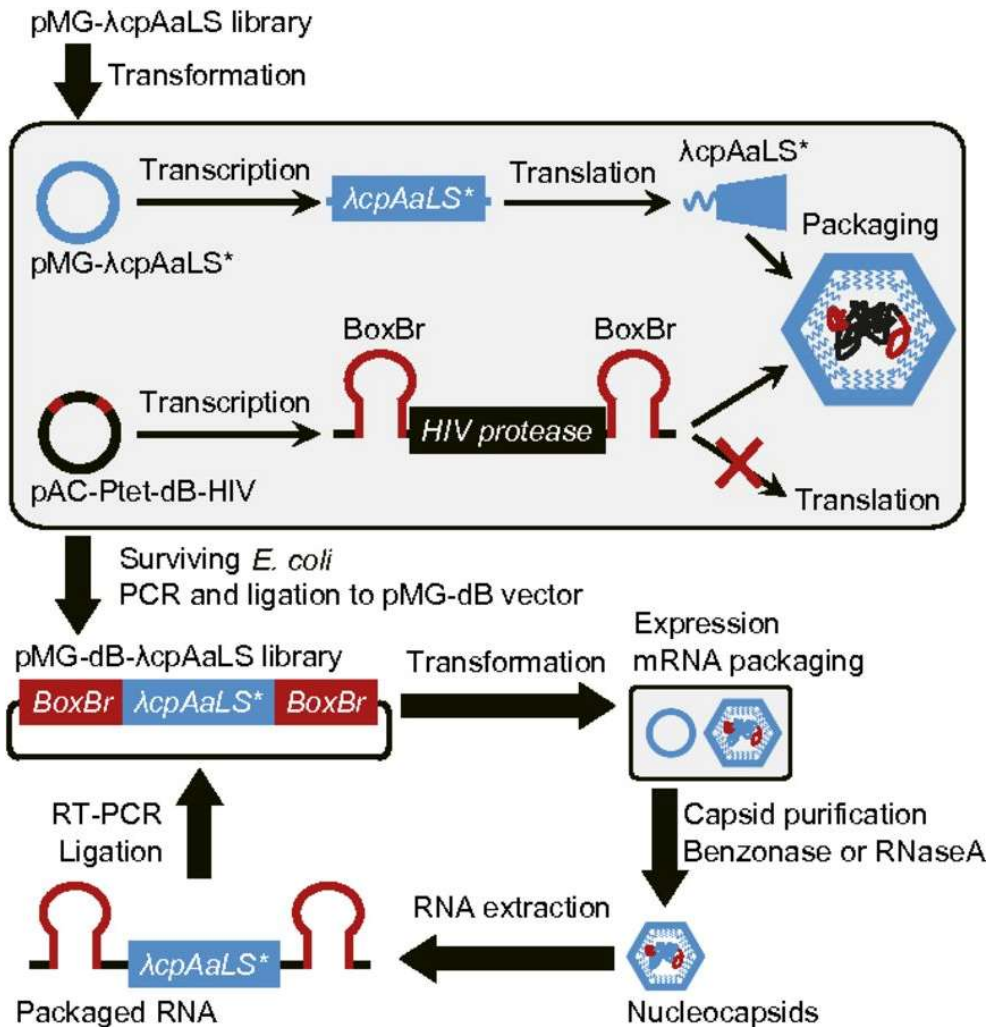 pMG-λcpAaLS library
Transformation
Transcription
λcpAaLS*
Translation
λcpAaLS*
pMG-λcpAaLS*
Packaging
BoxBr
BoxBr
Transcription
HIV protease
pAC-Ptet-dB-HIV
Translation
Surviving E. coli
PCR and ligation to pMG-dB vector
pMG-dB-λcpAaLS library
BoxBr λcpAaLS* BoxBr
Transformation
Expression
mRNA packaging
Capsid purification
Benzonase or RNaseA
RT-PCR
Ligation
RNA extraction
λcpAaLS*
Packaged RNA
Nucleocapsids